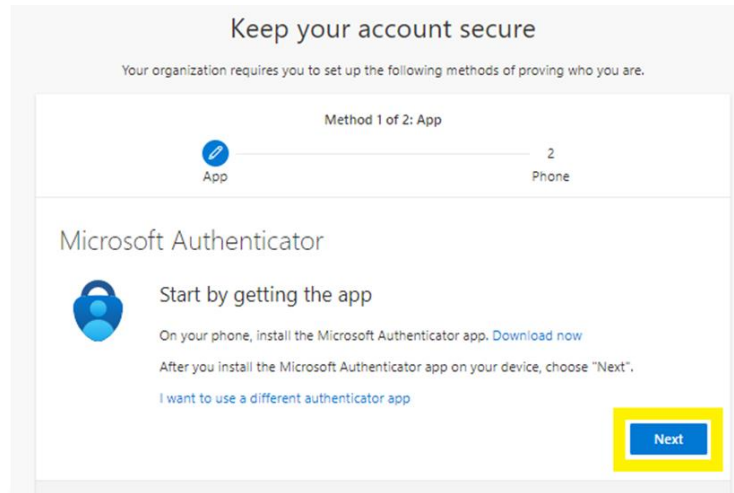 Keep your account secure
Your organization requires you to set up the following methods of proving who you are.
Method 1 of 2: App
2
App
Phone
Microsoft Authenticator
Start by getting the app
On your phone, install the Microsoft Authenticator app. Download now
After you install the Microsoft Authenticator app on your device, choose "Next".
I want to use a different authenticator app
Next